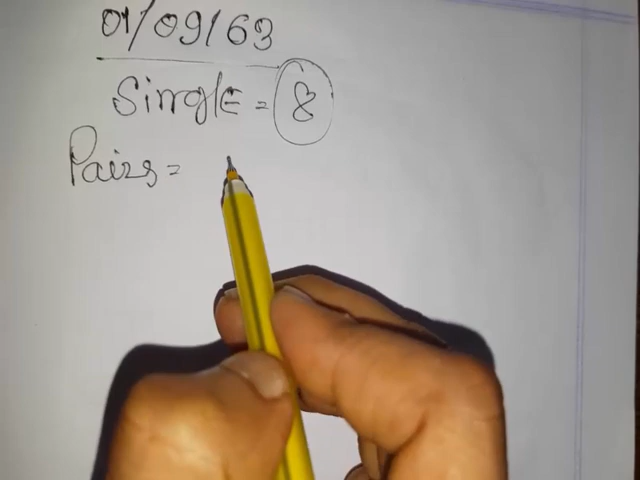 01/09/63
Single = 8
Pairs =